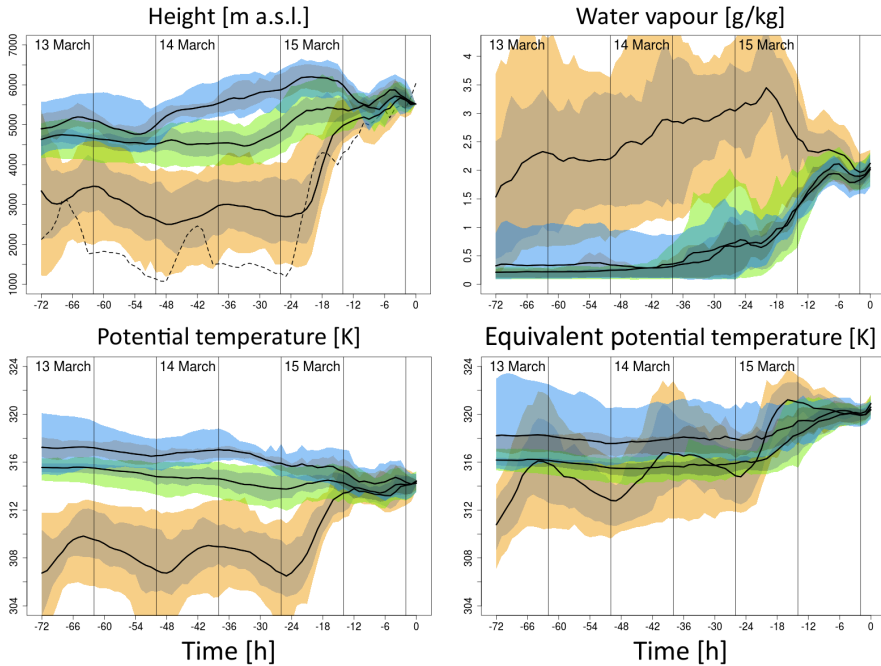 Height [m a.s.l.]
13 March 14 March 15 March
7000
6000
5000
4000
3000
2000
1000
-72 -66 -60 -54 -48 -42 -36 -30 -24 -18 -12 -6 0
Water vapour [g/kg]
13 March 14 March 15 March
4
3.5
3
2.5
2
1.5
1
0.5
0
-72 -66 -60 -54 -48 -42 -36 -30 -24 -18 -12 -6 0
Potential temperature [K]
13 March 14 March 15 March
324
320
316
312
308
304
-72 -66 -60 -54 -48 -42 -36 -30 -24 -18 -12 -6 0
Time [h]
Equivalent potential temperature [K]
13 March 14 March 15 March
324
320
316
312
308
304
-72 -66 -60 -54 -48 -42 -36 -30 -24 -18 -12 -6 0
Time [h]